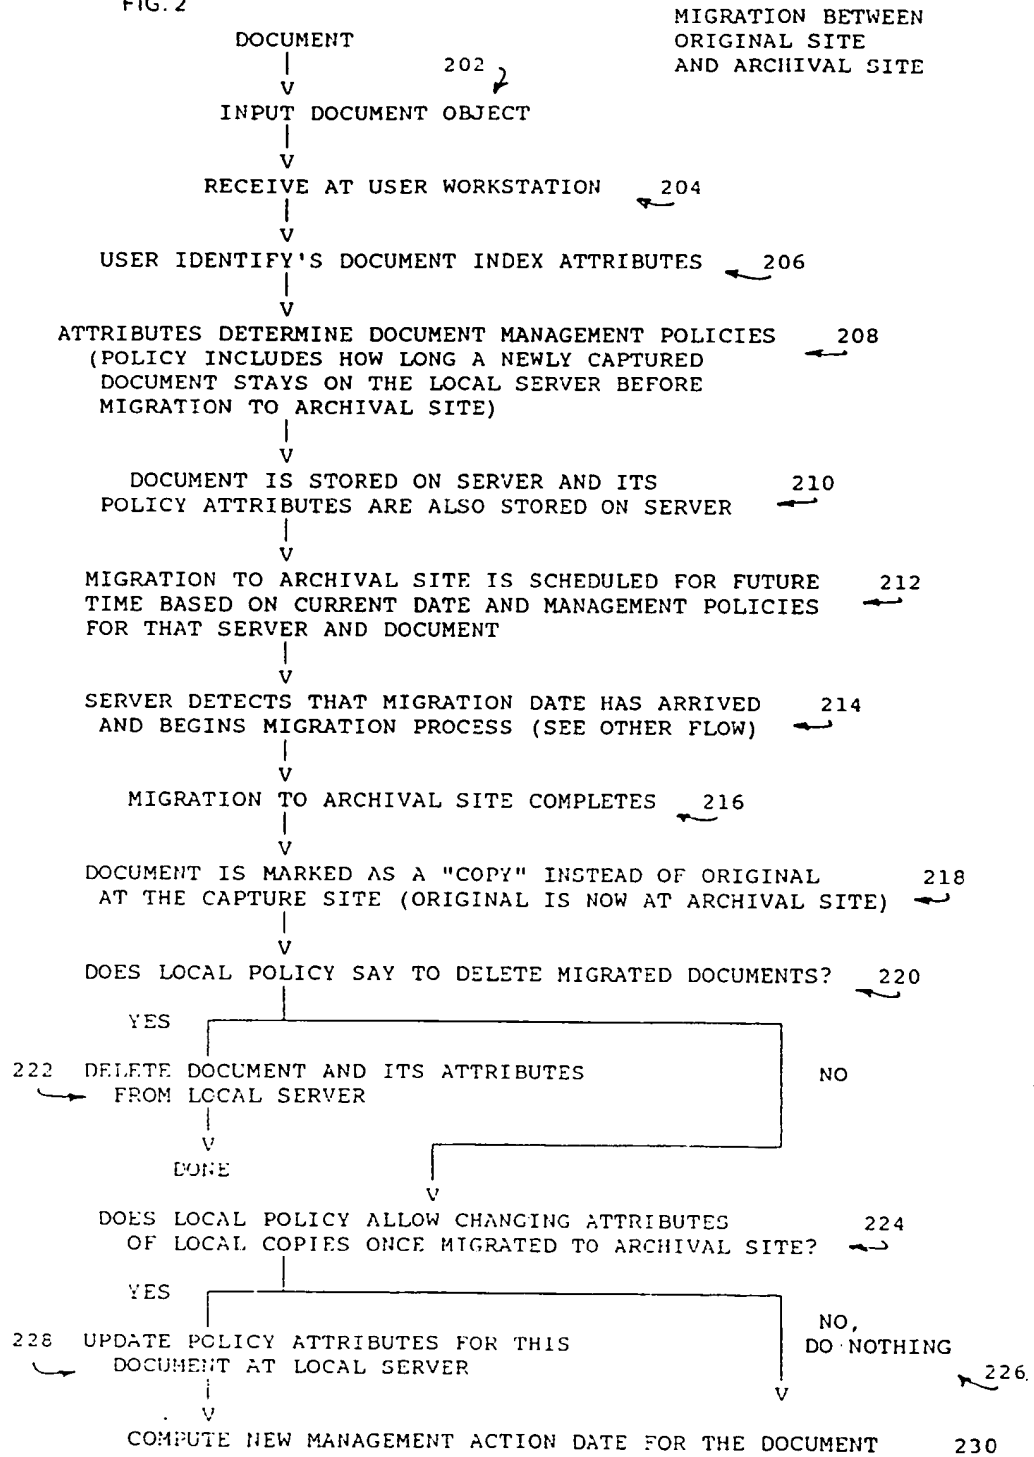 FIG. 2
MIGRATION BETWEEN
ORIGINAL SITE
AND ARCHIVAL SITE
DOCUMENT
202
V
INPUT DOCUMENT OBJECT
V
RECEIVE AT USER WORKSTATION 204
V
USER IDENTIFY'S DOCUMENT INDEX ATTRIBUTES 206
V
ATTRIBUTES DETERMINE DOCUMENT MANAGEMENT POLICIES 208
(POLICY INCLUDES HOW LONG A NEWLY CAPTURED
DOCUMENT STAYS ON THE LOCAL SERVER BEFORE
MIGRATION TO ARCHIVAL SITE)
V
DOCUMENT IS STORED ON SERVER AND ITS 210
POLICY ATTRIBUTES ARE ALSO STORED ON SERVER
V
MIGRATION TO ARCHIVAL SITE IS SCHEDULED FOR FUTURE 212
TIME BASED ON CURRENT DATE AND MANAGEMENT POLICIES
FOR THAT SERVER AND DOCUMENT
V
SERVER DETECTS THAT MIGRATION DATE HAS ARRIVED 214
AND BEGINS MIGRATION PROCESS (SEE OTHER FLOW)
V
MIGRATION TO ARCHIVAL SITE COMPLETES 216
V
DOCUMENT IS MARKED AS A "COPY" INSTEAD OF ORIGINAL 218
AT THE CAPTURE SITE (ORIGINAL IS NOW AT ARCHIVAL SITE)
V
DOES LOCAL POLICY SAY TO DELETE MIGRATED DOCUMENTS? 220
YES
222 DELETE DOCUMENT AND ITS ATTRIBUTES NO
FROM LOCAL SERVER
V
DONE
V
DOES LOCAL POLICY ALLOW CHANGING ATTRIBUTES 224
OF LOCAL COPIES ONCE MIGRATED TO ARCHIVAL SITE?
YES
NO,
228 UPDATE POLICY ATTRIBUTES FOR THIS DO NOTHING
DOCUMENT AT LOCAL SERVER 226
V
V
COMPUTE NEW MANAGEMENT ACTION DATE FOR THE DOCUMENT 230